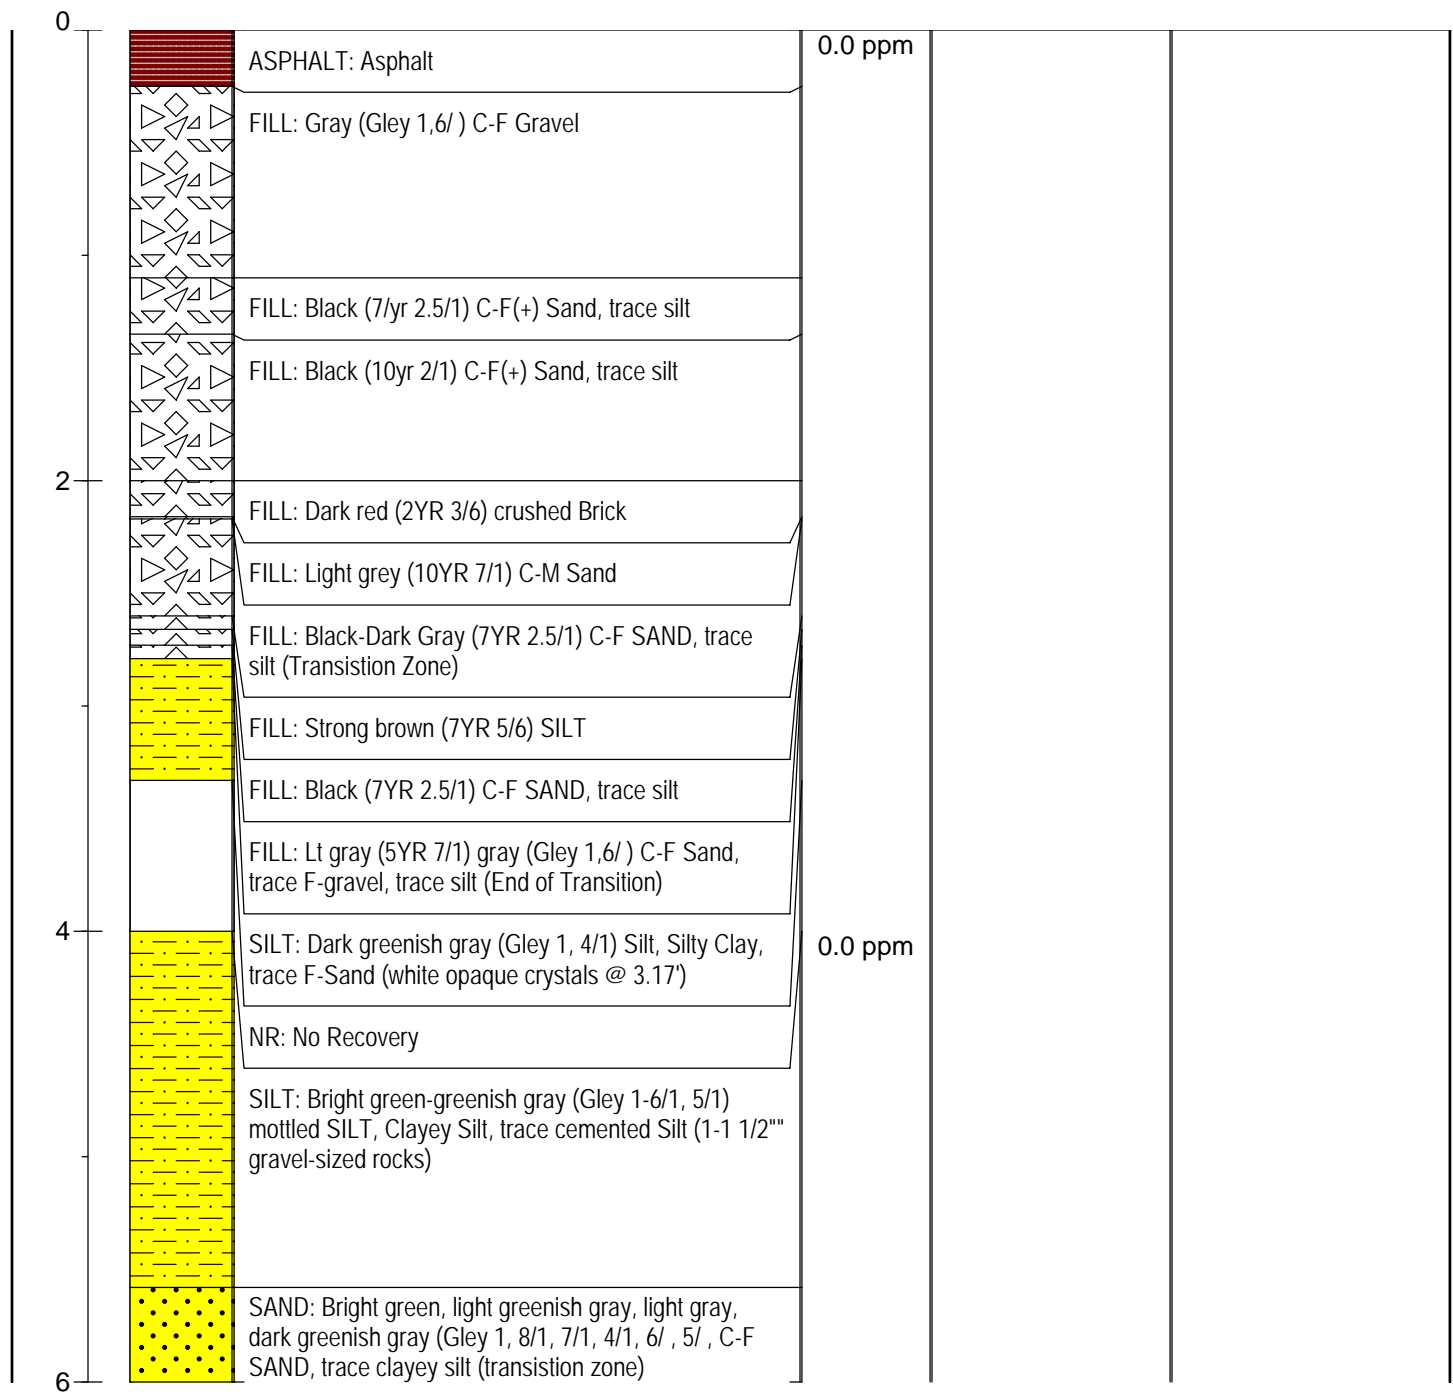 0
ASPHALT: Asphalt
0.0 ppm
FILL: Gray (Gley 1,6/ ) C-F Gravel
FILL: Black (7/yr 2.5/1) C-F(+) Sand, trace silt
FILL: Black (10yr 2/1) C-F(+) Sand, trace silt
2
FILL: Dark red (2YR 3/6) crushed Brick
FILL: Light grey (10YR 7/1) C-M Sand
FILL: Black-Dark Gray (7YR 2.5/1) C-F SAND, trace
silt (Transistion Zone)
FILL: Strong brown (7YR 5/6) SILT
FILL: Black (7YR 2.5/1) C-F SAND, trace silt
FILL: Lt gray (5YR 7/1) gray (Gley 1,6/ ) C-F Sand,
trace F-gravel, trace silt (End of Transition)
4
SILT: Dark greenish gray (Gley 1, 4/1) Silt, Silty Clay,
trace F-Sand (white opaque crystals @ 3.17')
0.0 ppm
NR: No Recovery
SILT: Bright green-greenish gray (Gley 1-6/1, 5/1)
mottled SILT, Clayey Silt, trace cemented Silt (1-1 1/2""
gravel-sized rocks)
SAND: Bright green, light greenish gray, light gray,
dark greenish gray (Gley 1, 8/1, 7/1, 4/1, 6/ , 5/ , C-F
SAND, trace clayey silt (transistion zone)
6